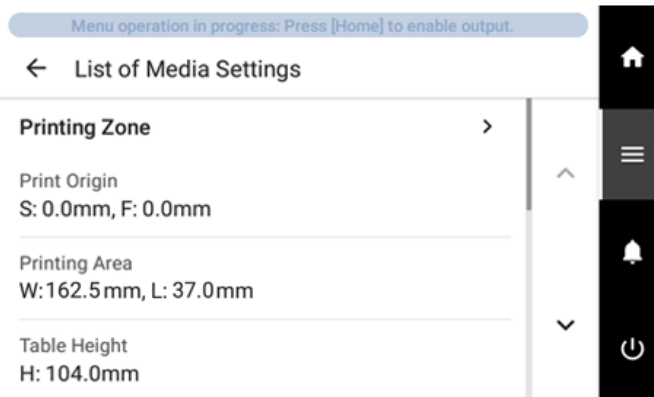 Menu operation in progress: Press [Home] to enable output.
List of Media Settings
Printing Zone
Print Origin
S: 0.0mm, F: 0.0mm
Printing Area
W:162.5mm, L: 37.0mm
Table Height
H: 104.0mm